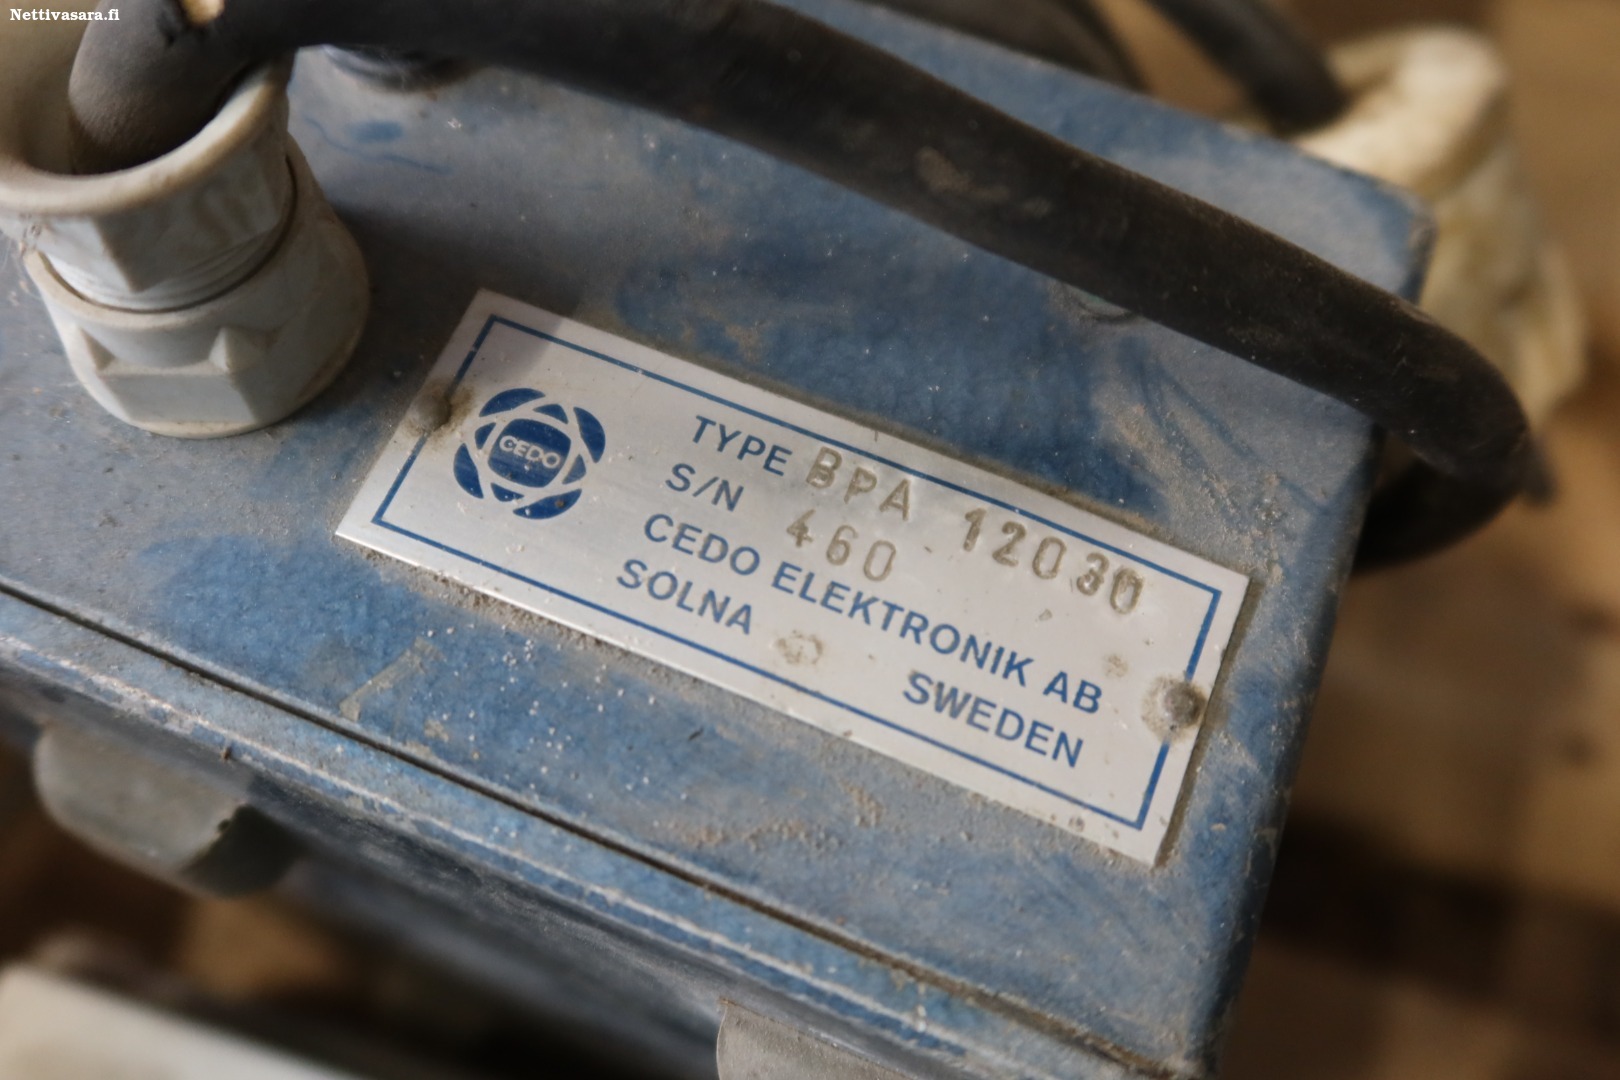 Nettivasara.fi
CEDO
TYPE BPA 12030
S/N 460
CEDO ELEKTRONIK AB
SOLNA SWEDEN